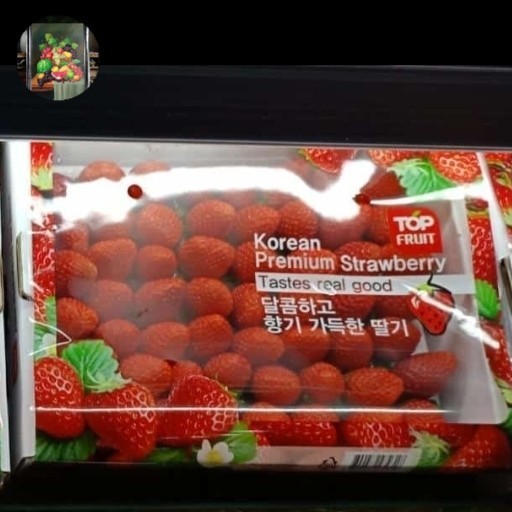 TOP
FRUIT
Korean
Premium Strawberry
Tastes real good
달콤하고
향기 가득한 딸기